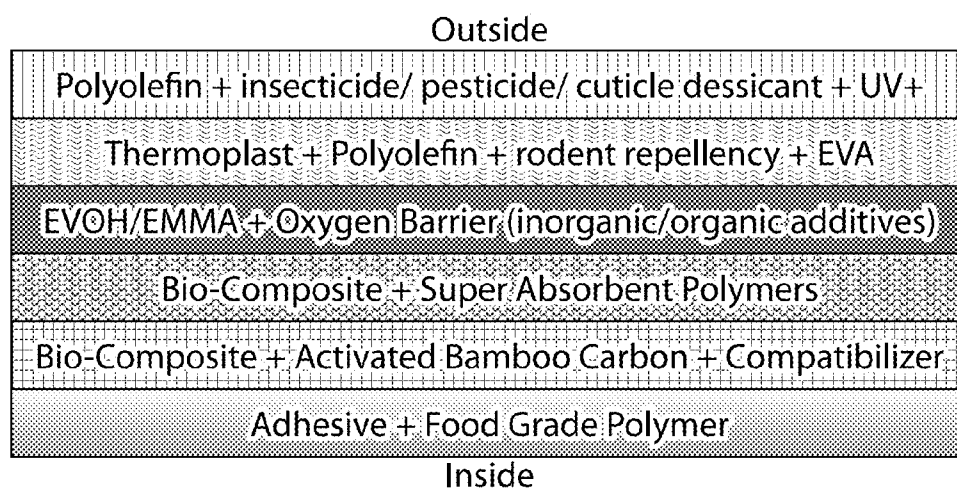 Outside
Polyolefin + insecticide/ pesticide/ cuticle dessicant + UV+
Thermoplast + Polyolefin + rodent repellency + EVA
EVOH/EMMA + Oxygen Barrier (inorganic/organic additives)
Bio-Composite + Super Absorbent Polymers
Bio-Composite + Activated Bamboo Carbon + Compatibilizer
Adhesive + Food Grade Polymer
Inside